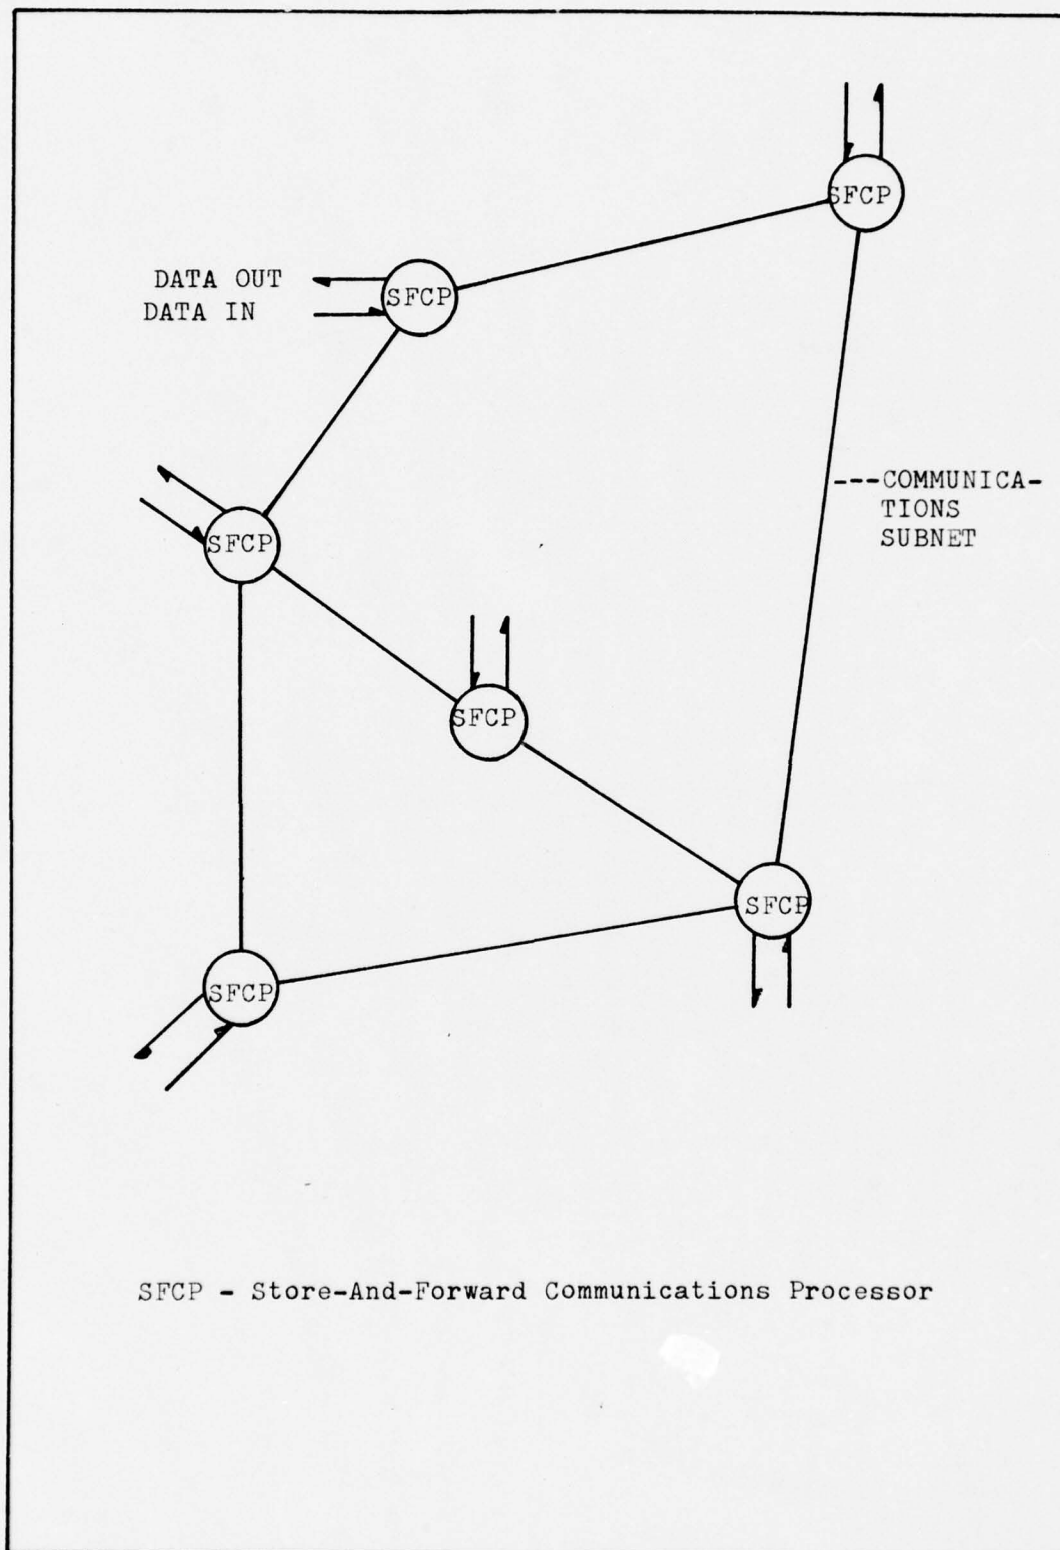 SFCP
DATA OUT
SFCP
DATA IN
---COMMUNICA-
TIONS
SUBNET
SFCP
SFCP
SFCP
SFCP
SFCP - Store-And-Forward Communications Processor